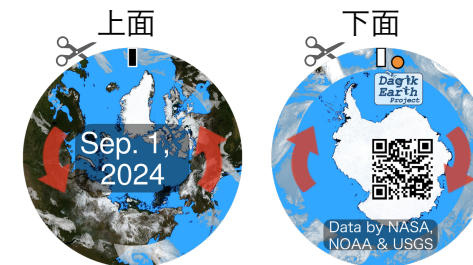 上面
下面
Sep. 1,
2024
Dagik
Earth
Project
Data by NASA,
NOAA & USGS